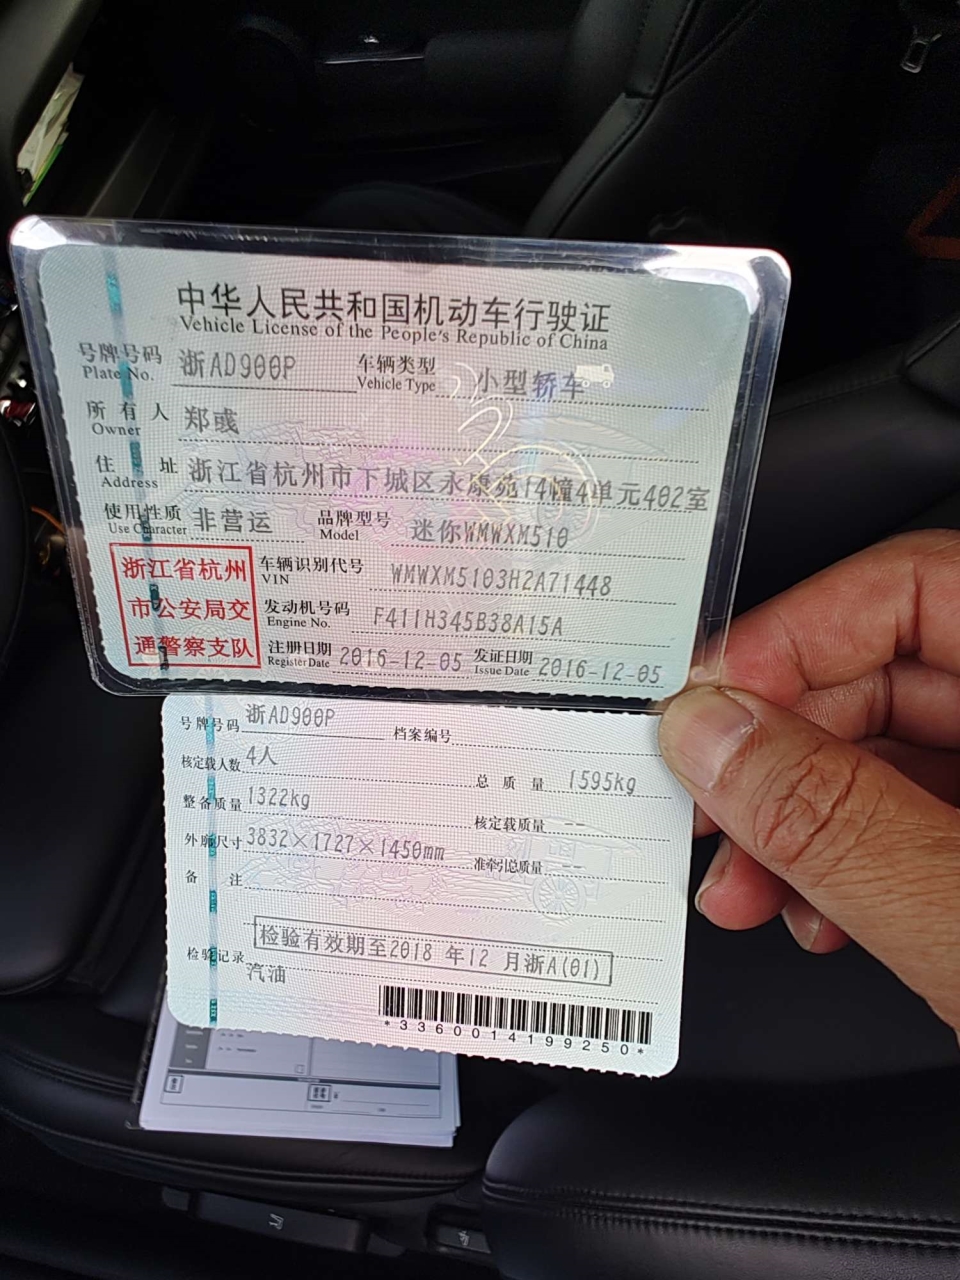 中华人民共和国机动车行驶证
Vehicle License of the People's Republic of China
号牌号码 浙AD900P 车辆类型 小型轿车
Plate No. Vehicle Type
所有人 郑彧
Owner
住址 浙江省杭州市下城区永康苑14幢4单元402室
Address
使用性质 非营运 品牌型号 迷你WMWXM510
Use Character Model
浙江省杭州 车辆识别代号 WMWXM5103H2A71448
VIN
市公安局交 发动机号码 F411H345B38A15A
Engine No.
通警察支队 注册日期 2016-12-05 发证日期 2016-12-05
Register Date Issue Date
号牌号码 浙AD900P 档案编号
核定载人数 4人 总质量 1595kg
整备质量 1322kg 核定载质量 --
外廓尺寸 3832×1727×1450mm 准牵引总质量 --
备注
检验有效期至2018 年12 月浙A(01)
检验记录
汽油
*3360014199250*